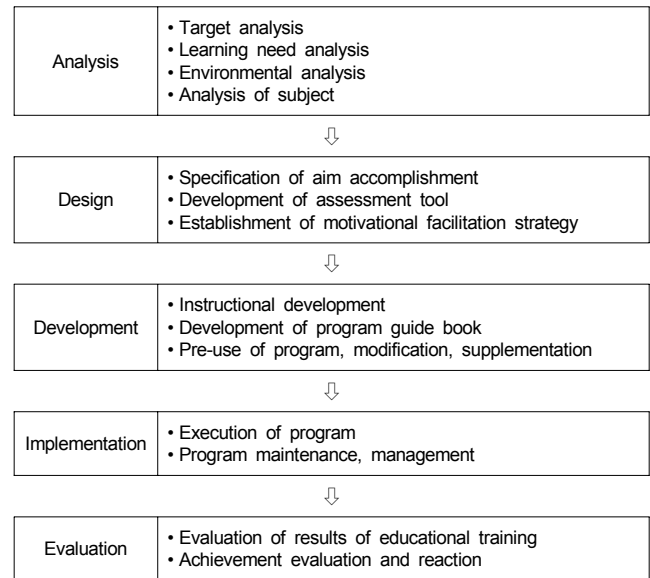 Analysis
• Target analysis
• Learning need analysis
• Environmental analysis
• Analysis of subject
⇩
Design
• Specification of aim accomplishment
• Development of assessment tool
• Establishment of motivational facilitation strategy
⇩
Development
• Instructional development
• Development of program guide book
• Pre-use of program, modification, supplementation
⇩
Implementation
• Execution of program
• Program maintenance, management
⇩
Evaluation
• Evaluation of results of educational training
• Achievement evaluation and reaction